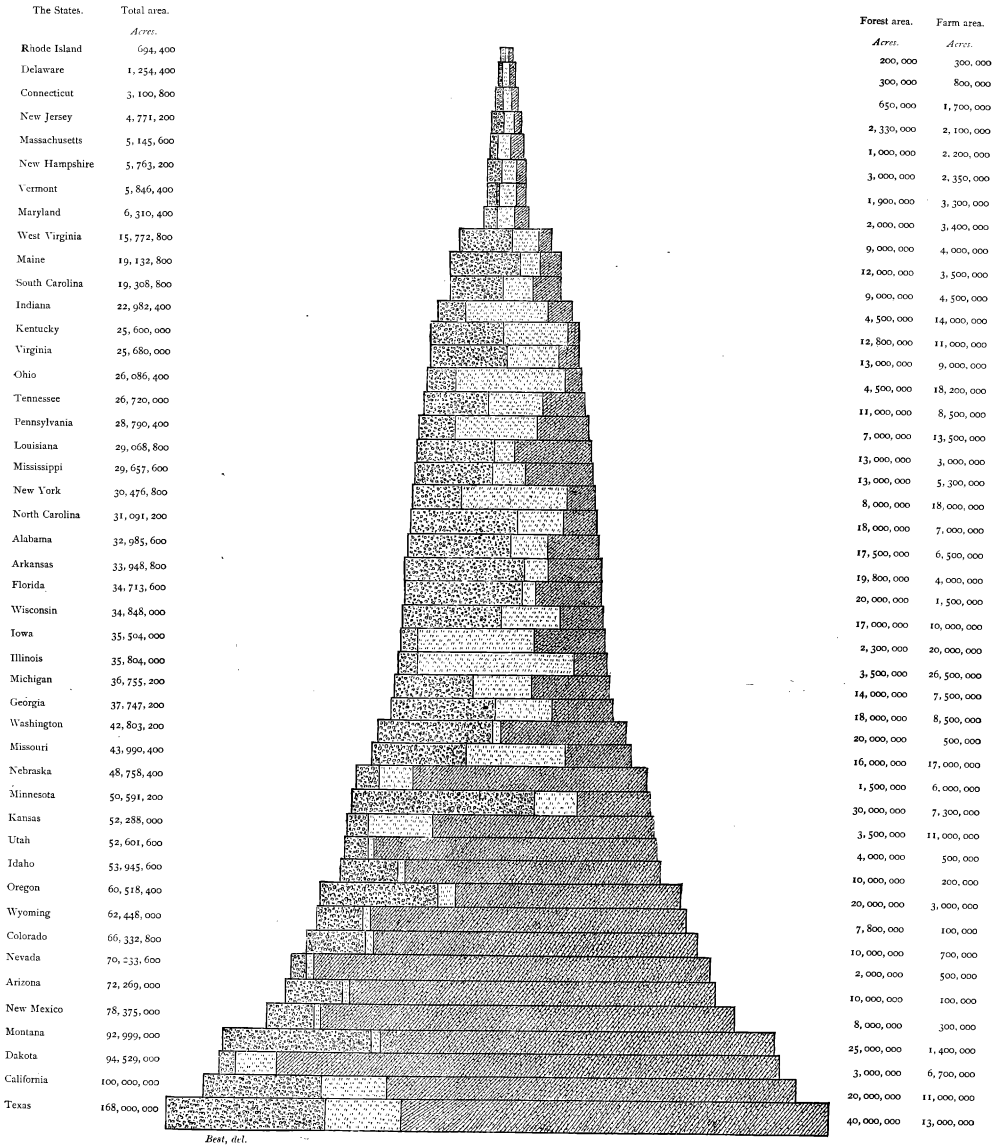 The States. Total area. Forest area. Farm area.
Acres. Acres. Acres.
Rhode Island 694,400 200,000 300,000
Delaware 1,254,400 300,000 800,000
Connecticut 3,100,800 650,000 1,700,000
New Jersey 4,771,200 2,330,000 2,100,000
Massachusetts 5,145,600 1,000,000 2,200,000
New Hampshire 5,763,200 3,000,000 2,350,000
Vermont 5,846,400 1,900,000 3,300,000
Maryland 6,310,400 2,000,000 3,400,000
West Virginia 15,772,800 9,000,000 4,000,000
Maine 19,132,800 12,000,000 3,500,000
South Carolina 19,308,800 9,000,000 4,500,000
Indiana 22,982,400 4,500,000 14,000,000
Kentucky 25,600,000 12,800,000 11,000,000
Virginia 25,680,000 13,000,000 9,000,000
Ohio 26,086,400 4,500,000 18,200,000
Tennessee 26,720,000 11,000,000 8,500,000
Pennsylvania 28,790,400 7,000,000 13,500,000
Louisiana 29,068,800 13,000,000 3,000,000
Mississippi 29,657,600 13,000,000 5,300,000
New York 30,476,800 8,000,000 18,000,000
North Carolina 31,091,200 18,000,000 7,000,000
Alabama 32,985,600 17,500,000 6,500,000
Arkansas 33,948,800 19,800,000 4,000,000
Florida 34,713,600 20,000,000 1,500,000
Wisconsin 34,848,000 17,000,000 10,000,000
Iowa 35,504,000 2,300,000 20,000,000
Illinois 35,804,000 3,500,000 26,500,000
Michigan 36,755,200 14,000,000 7,500,000
Georgia 37,747,200 18,000,000 8,500,000
Washington 42,803,200 20,000,000 500,000
Missouri 43,990,400 16,000,000 17,000,000
Nebraska 48,758,400 1,500,000 6,000,000
Minnesota 50,591,200 30,000,000 7,300,000
Kansas 52,288,000 3,500,000 11,000,000
Utah 52,601,600 4,000,000 500,000
Idaho 53,945,600 10,000,000 200,000
Oregon 60,518,400 20,000,000 3,000,000
Wyoming 62,448,000 7,800,000 100,000
Colorado 66,332,800 10,000,000 700,000
Nevada 70,233,600 2,000,000 500,000
Arizona 72,269,000 10,000,000 100.000
New Mexico 78,375,000 8,000,000 300,000
Montana 92,999,000 25,000,000 1,400,000
Dakota 94,529,000 3,000,000 6,700,000
California 100,000,000 20,000,000 11,000,000
Texas 168,000,000 40,000,000 13,000,000
Best, del.